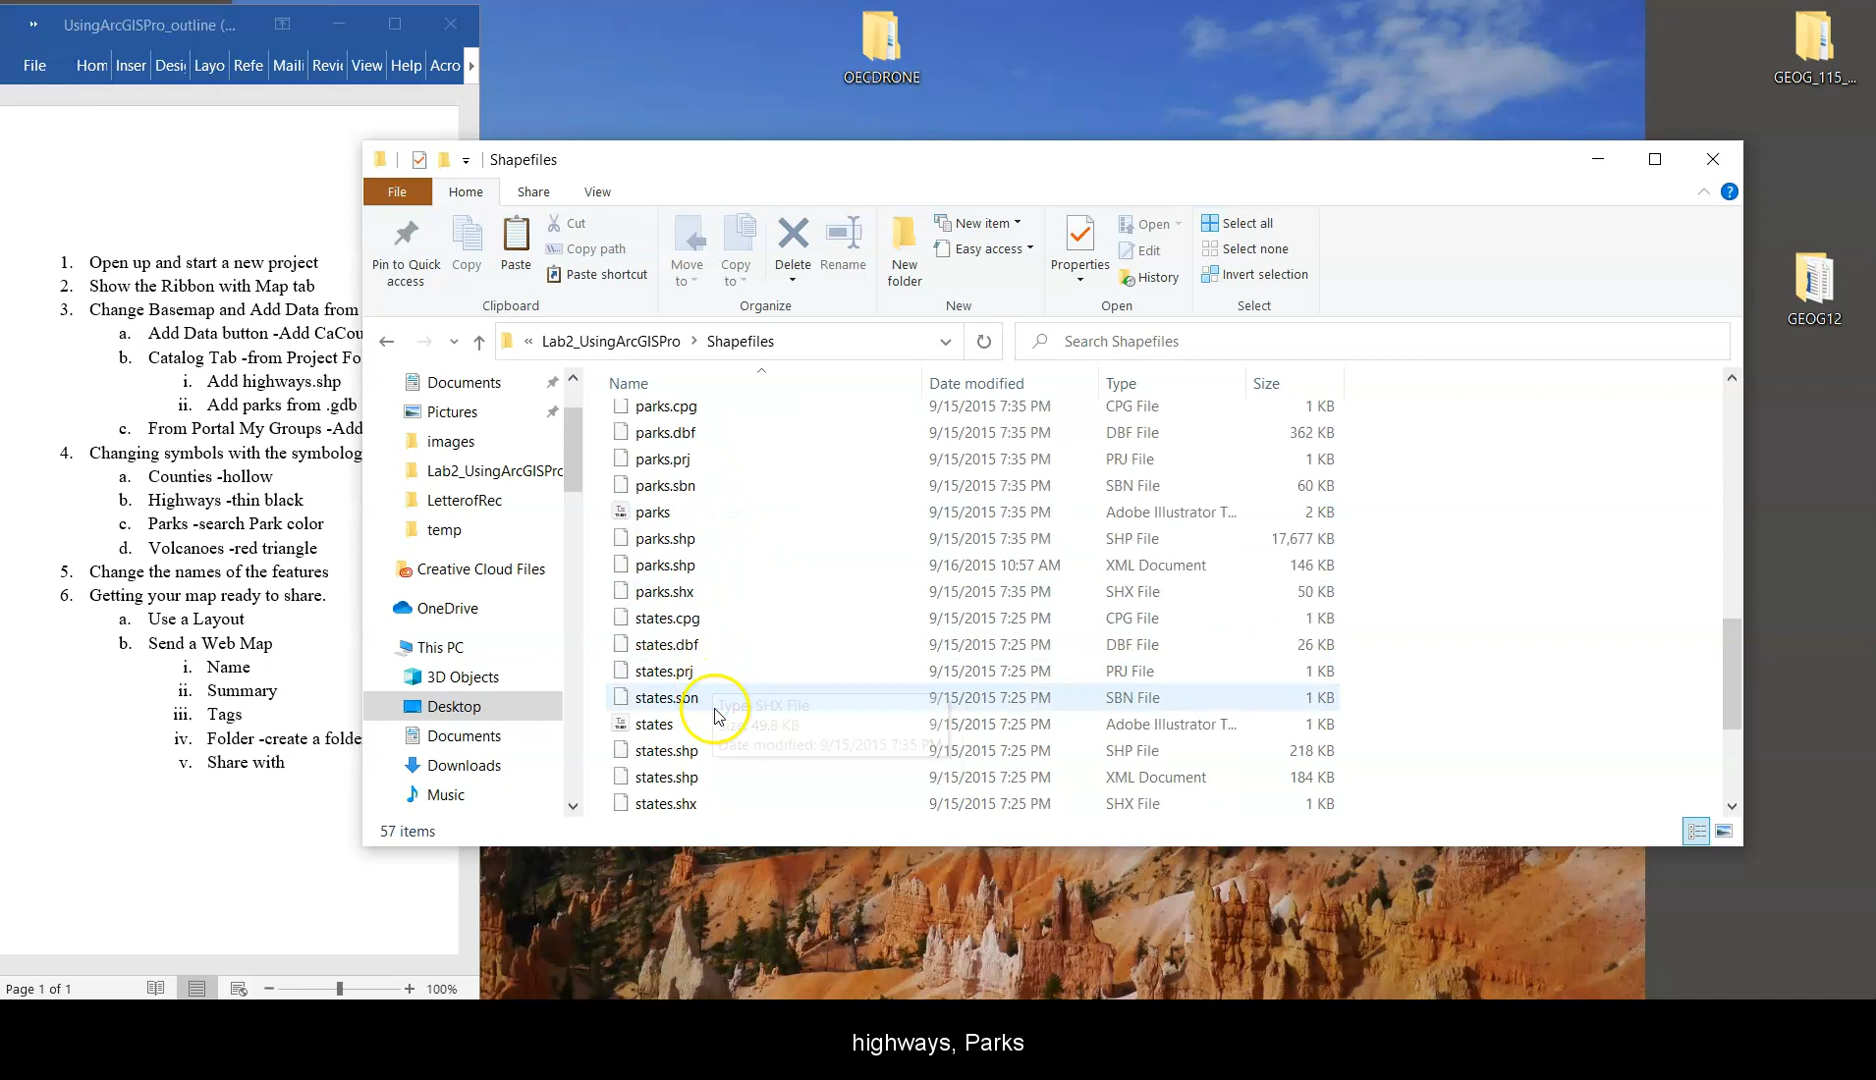 UsingArcGISPro_outline (...
File Hom Inser Desi Layo Refe Maili Revie View Help Acro
1. Open up and start a new project
2. Show the Ribbon with Map tab
3. Change Basemap and Add Data from
a. Add Data button -Add CaCou
b. Catalog Tab -from Project Fo
i. Add highways.shp
ii. Add parks from .gdb
c. From Portal My Groups -Add
4. Changing symbols with the symbolog
a. Counties -hollow
b. Highways -thin black
c. Parks -search Park color
d. Volcanoes -red triangle
5. Change the names of the features
6. Getting your map ready to share.
a. Use a Layout
b. Send a Web Map
i. Name
ii. Summary
iii. Tags
iv. Folder -create a folde
v. Share with
Page 1 of 1
100%
OECDRONE
GEOG_115_...
GEOG12
Shapefiles
File Home Share View
Pin to Quick access
Copy
Paste
Cut
Copy path
Paste shortcut
Clipboard
Move to
Copy to
Delete
Rename
Organize
New folder
New item
Easy access
New
Properties
Open
Edit
History
Open
Select all
Select none
Invert selection
Select
« Lab2_UsingArcGISPro > Shapefiles
Search Shapefiles
Documents
Pictures
images
Lab2_UsingArcGISPro
LetterofRec
temp
Creative Cloud Files
OneDrive
This PC
3D Objects
Desktop
Documents
Downloads
Music
Name Date modified Type Size
parks.cpg 9/15/2015 7:35 PM CPG File 1 KB
parks.dbf 9/15/2015 7:35 PM DBF File 362 KB
parks.prj 9/15/2015 7:35 PM PRJ File 1 KB
parks.sbn 9/15/2015 7:35 PM SBN File 60 KB
parks 9/15/2015 7:35 PM Adobe Illustrator T... 2 KB
parks.shp 9/15/2015 7:35 PM SHP File 17,677 KB
parks.shp 9/16/2015 10:57 AM XML Document 146 KB
parks.shx 9/15/2015 7:35 PM SHX File 50 KB
states.cpg 9/15/2015 7:25 PM CPG File 1 KB
states.dbf 9/15/2015 7:25 PM DBF File 26 KB
states.prj 9/15/2015 7:25 PM PRJ File 1 KB
states.sbn 9/15/2015 7:25 PM SBN File 1 KB
states 9/15/2015 7:25 PM Adobe Illustrator T... 1 KB
states.shp 9/15/2015 7:25 PM SHP File 218 KB
states.shp 9/15/2015 7:25 PM XML Document 184 KB
states.shx 9/15/2015 7:25 PM SHX File 1 KB
Type: SHX File
Size: 49.8 KB
Date modified: 9/15/2015 7:35 PM
57 items
highways, Parks